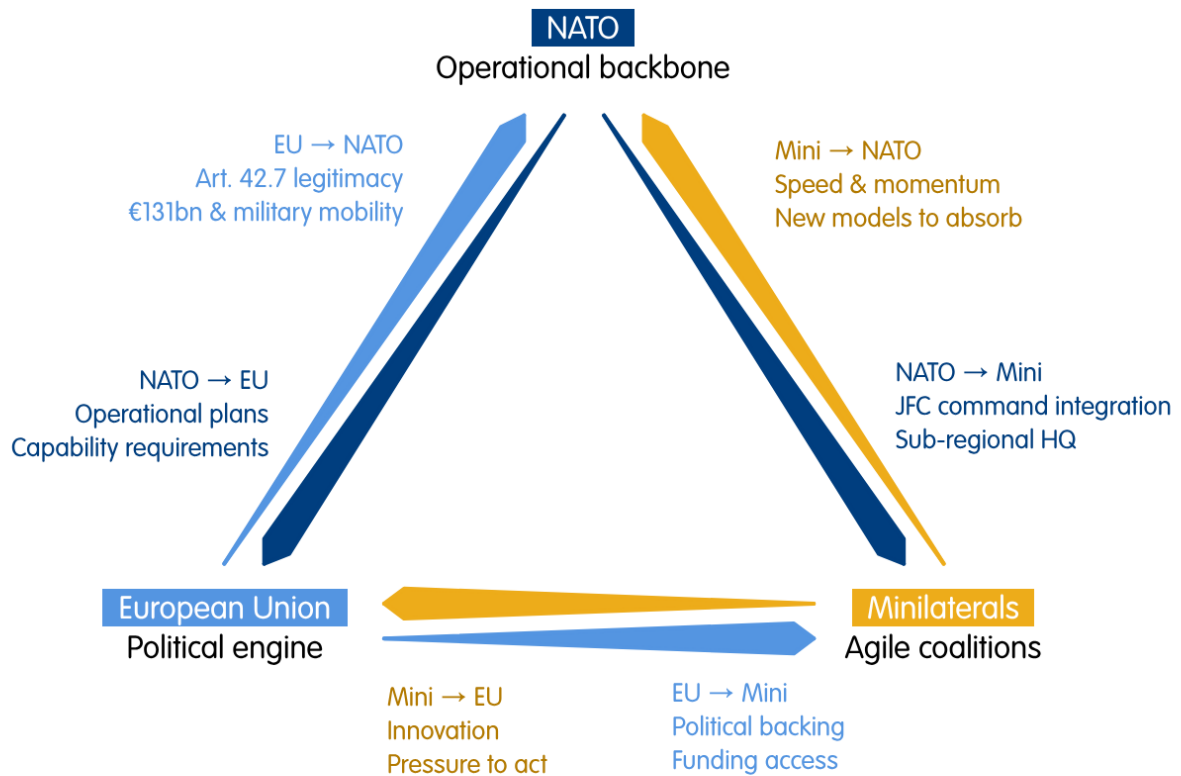 NATO
Operational backbone
EU → NATO
Art. 42.7 legitimacy
€131bn & military mobility
Mini → NATO
Speed & momentum
New models to absorb
NATO → EU
Operational plans
Capability requirements
NATO → Mini
JFC command integration
Sub-regional HQ
European Union
Political engine
Minilaterals
Agile coalitions
Mini → EU
Innovation
Pressure to act
EU → Mini
Political backing
Funding access